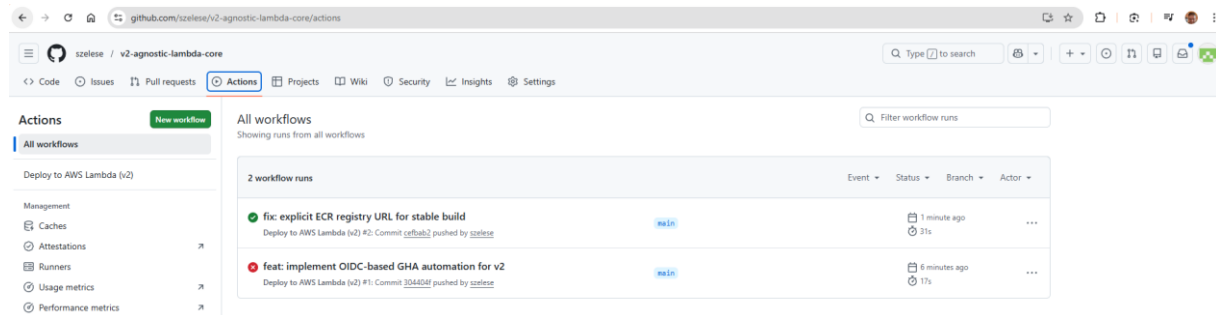 github.com/szelese/v2-agnostic-lambda-core/actions
szelese / v2-agnostic-lambda-core
Type / to search
Code Issues Pull requests Actions Projects Wiki Security Insights Settings
Actions
New workflow
All workflows
Deploy to AWS Lambda (v2)
Management
Caches
Attestations
Runners
Usage metrics
Performance metrics
All workflows
Showing runs from all workflows
Filter workflow runs
2 workflow runs
Event Status Branch Actor
fix: explicit ECR registry URL for stable build
Deploy to AWS Lambda (v2) #2: Commit cefbab2 pushed by szelese
main
1 minute ago
31s
feat: implement OIDC-based GHA automation for v2
Deploy to AWS Lambda (v2) #1: Commit 304404f pushed by szelese
main
6 minutes ago
17s